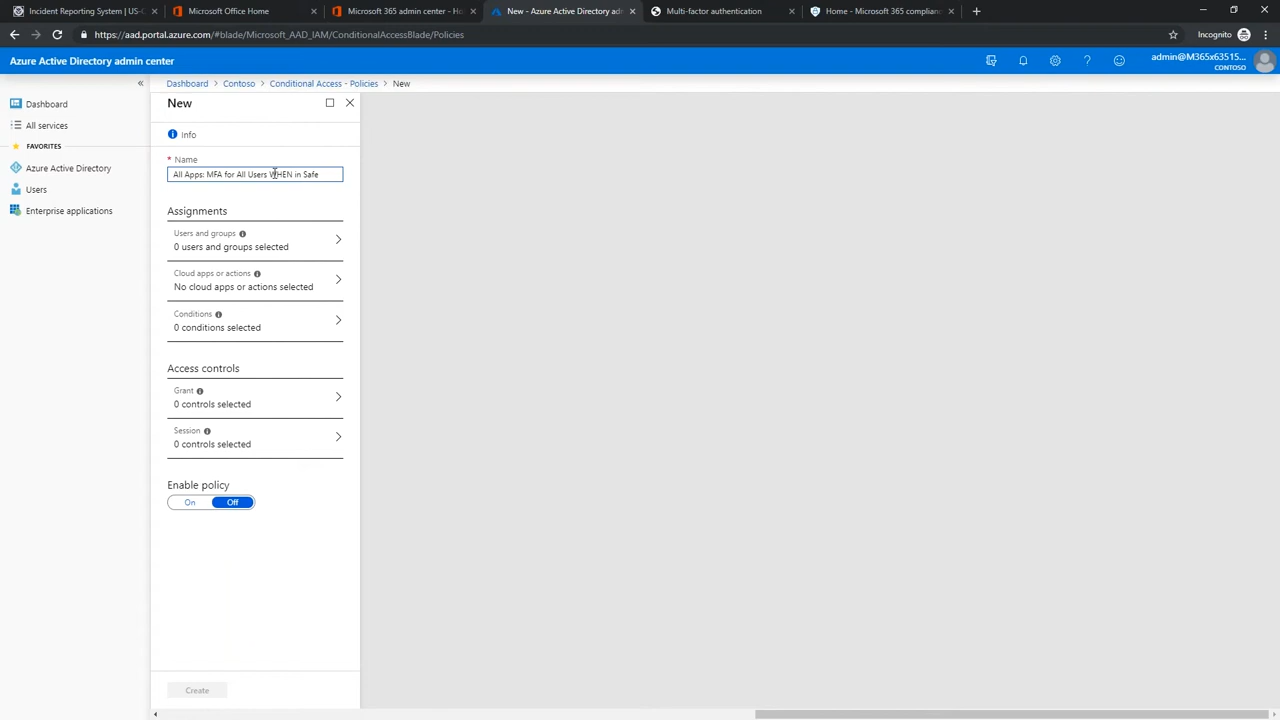 Incident Reporting System | US-C
Microsoft Office Home
Microsoft 365 admin center - Ho
New - Azure Active Directory adm
Multi-factor authentication
Home - Microsoft 365 complianc
https://aad.portal.azure.com/#blade/Microsoft_AAD_IAM/ConditionalAccessBlade/Policies
Incognito
Azure Active Directory admin center
admin@M365x63515...
CONTOSO
Dashboard > Contoso > Conditional Access - Policies > New
Dashboard
All services
FAVORITES
Azure Active Directory
Users
Enterprise applications
New
Info
* Name
All Apps: MFA for All Users WHEN in Safe
Assignments
Users and groups
0 users and groups selected
Cloud apps or actions
No cloud apps or actions selected
Conditions
0 conditions selected
Access controls
Grant
0 controls selected
Session
0 controls selected
Enable policy
On Off
Create